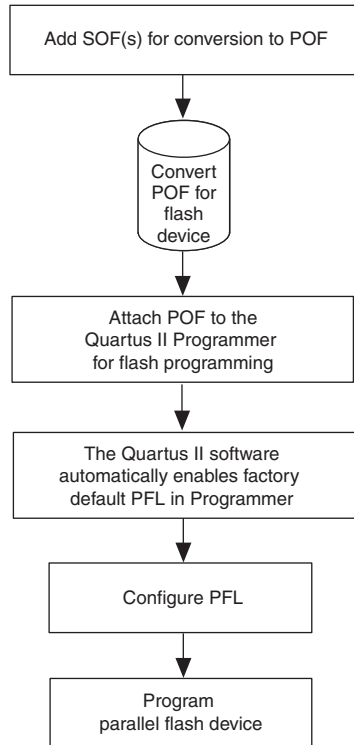 Add SOF(s) for conversion to POF
Convert
POF for
flash
device
Attach POF to the
Quartus II Programmer
for flash programming
The Quartus II software
automatically enables factory
default PFL in Programmer
Configure PFL
Program
parallel flash device